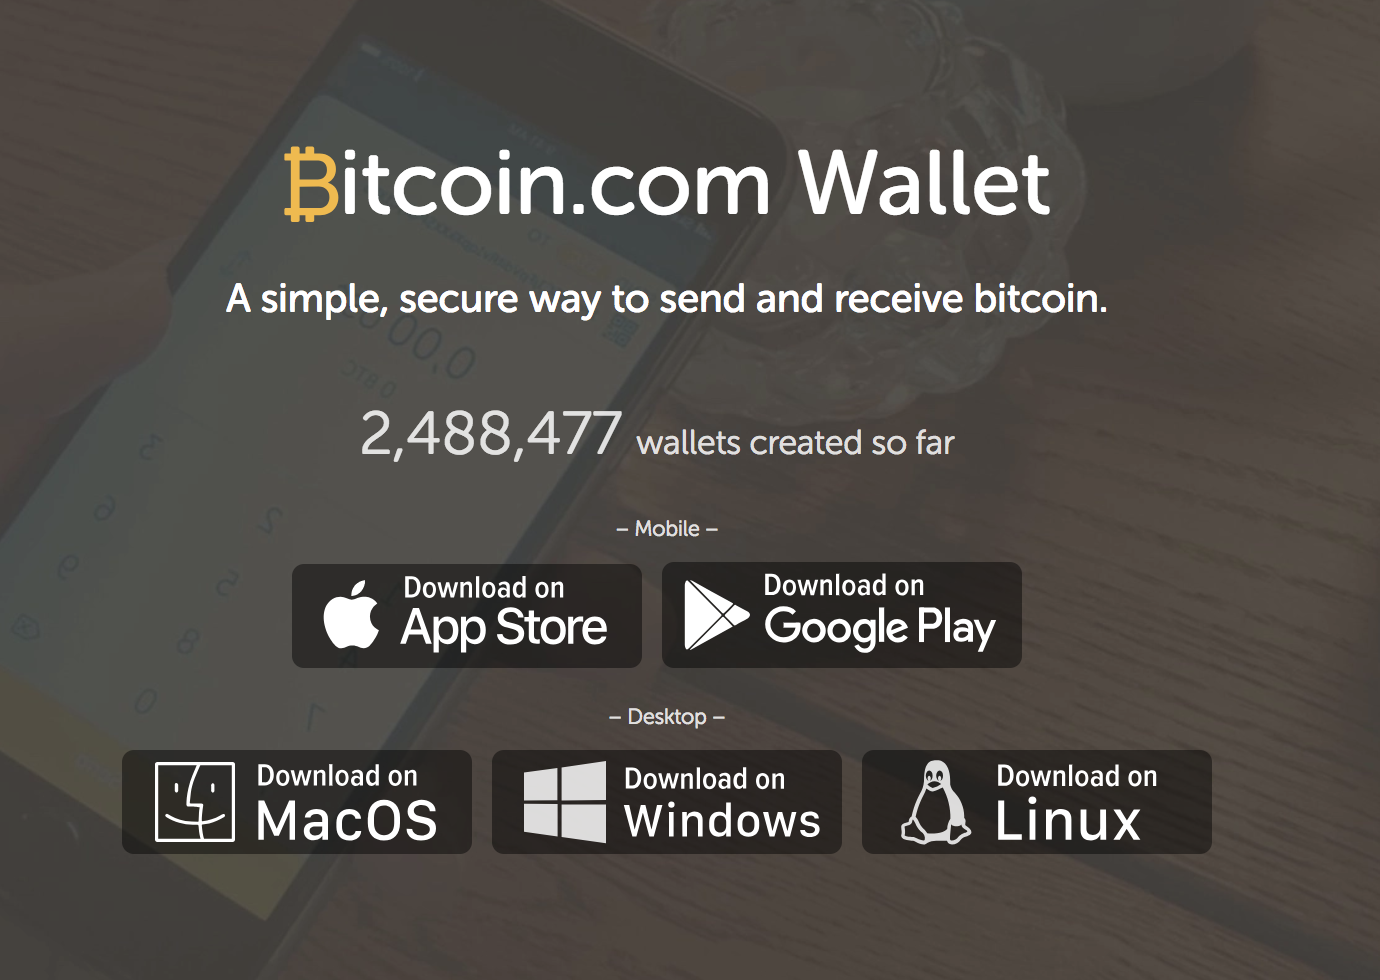 Bitcoin.com Wallet
A simple, secure way to send and receive bitcoin.
2,488,477 wallets created so far
– Mobile –
Download on
App Store
Download on
Google Play
– Desktop –
Download on
MacOS
Download on
Windows
Download on
Linux